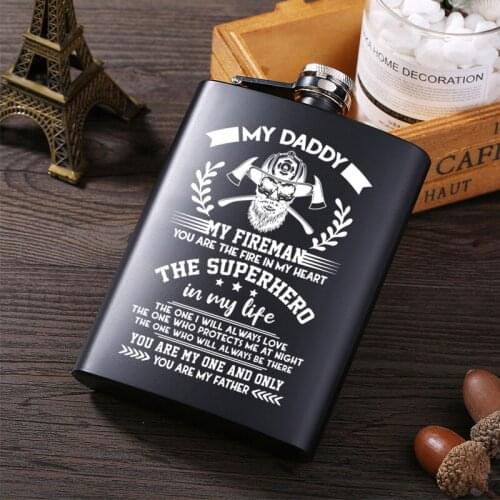 HOME DECORATION
CAFE
HAUT
MY DADDY
MY FIREMAN
YOU ARE THE FIRE IN MY HEART
THE SUPERHERO
in my life
THE ONE I WILL ALWAYS LOVE
THE ONE WHO PROTECTS ME AT NIGHT
THE ONE WHO WILL ALWAYS BE THERE
YOU ARE MY ONE AND ONLY
YOU ARE MY FATHER